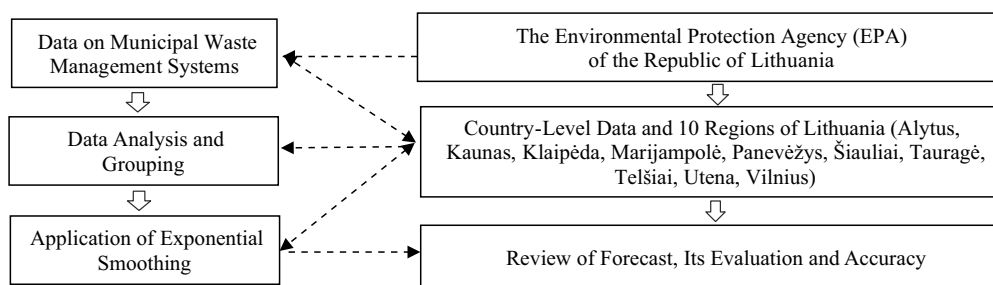 Data on Municipal Waste
Management Systems
The Environmental Protection Agency (EPA)
of the Republic of Lithuania
Data Analysis and
Grouping
Country-Level Data and 10 Regions of Lithuania (Alytus,
Kaunas, Klaipėda, Marijampolė, Panevėžys, Šiauliai, Tauragė,
Telšiai, Utena, Vilnius)
Application of Exponential
Smoothing
Review of Forecast, Its Evaluation and Accuracy